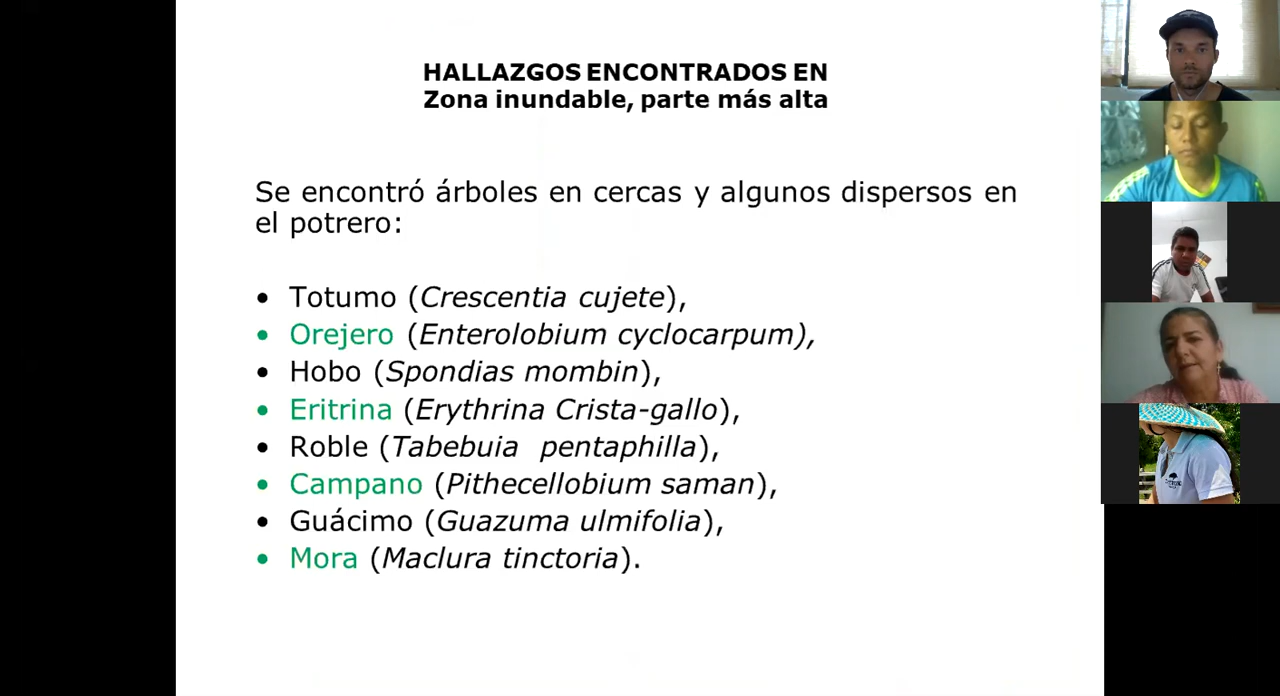 HALLAZGOS ENCONTRADOS EN
Zona inundable, parte más alta
Se encontró árboles en cercas y algunos dispersos en
el potrero:
• Totumo (Crescentia cujete),
• Orejero (Enterolobium cyclocarpum),
• Hobo (Spondias mombin),
• Eritrina (Erythrina Crista-gallo),
• Roble (Tabebuia pentaphilla),
• Campano (Pithecellobium saman),
• Guácimo (Guazuma ulmifolia),
• Mora (Maclura tinctoria).